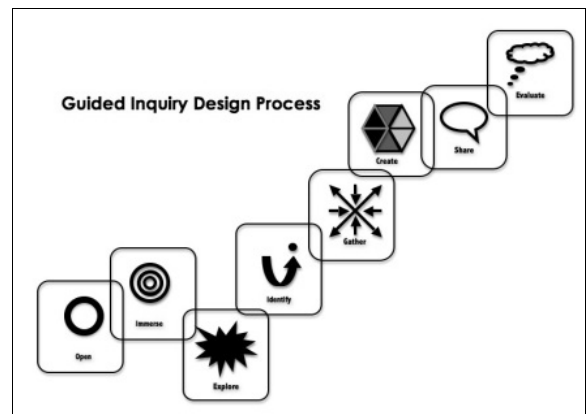 Guided Inquiry Design Process
Open
Immerse
Explore
Identify
Gather
Create
Share
Evaluate